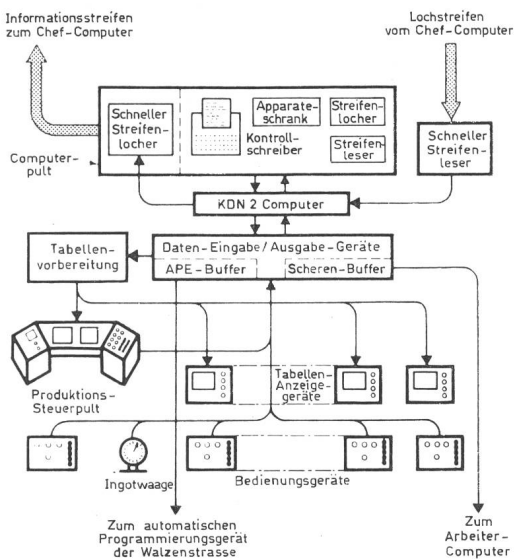 Informationsstreifen
zum Chef-Computer
Lochstreifen
vom Chef-Computer
Schneller
Streifen-
locher
Apparate-
schrank
Streifen-
locher
Kontroll-
schreiber
Streifen-
leser
Schneller
Streifen-
leser
Computer-
pult
KDN 2 Computer
Tabellen-
vorbereitung
Daten-Eingabe/Ausgabe-Geräte
APE-Buffer
Scheren-Buffer
Produktions-
Steuerpult
Tabellen-
Anzeige-
geräte
Ingotwaage
Bedienungsgeräte
Zum automatischen
Programmierungsgerät
der Walzenstrasse
Zum
Arbeiter-
Computer